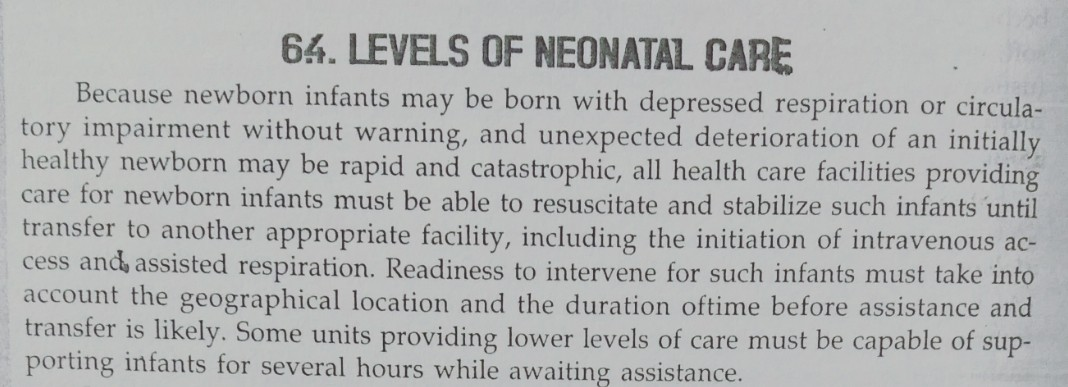 64. LEVELS OF NEONATAL CARE
Because newborn infants may be born with depressed respiration or circula-
tory impairment without warning, and unexpected deterioration of an initially
healthy newborn may be rapid and catastrophic, all health care facilities providing
care for newborn infants must be able to resuscitate and stabilize such infants until
transfer to another appropriate facility, including the initiation of intravenous ac-
cess and assisted respiration. Readiness to intervene for such infants must take into
account the geographical location and the duration oftime before assistance and
transfer is likely. Some units providing lower levels of care must be capable of sup-
porting infants for several hours while awaiting assistance.